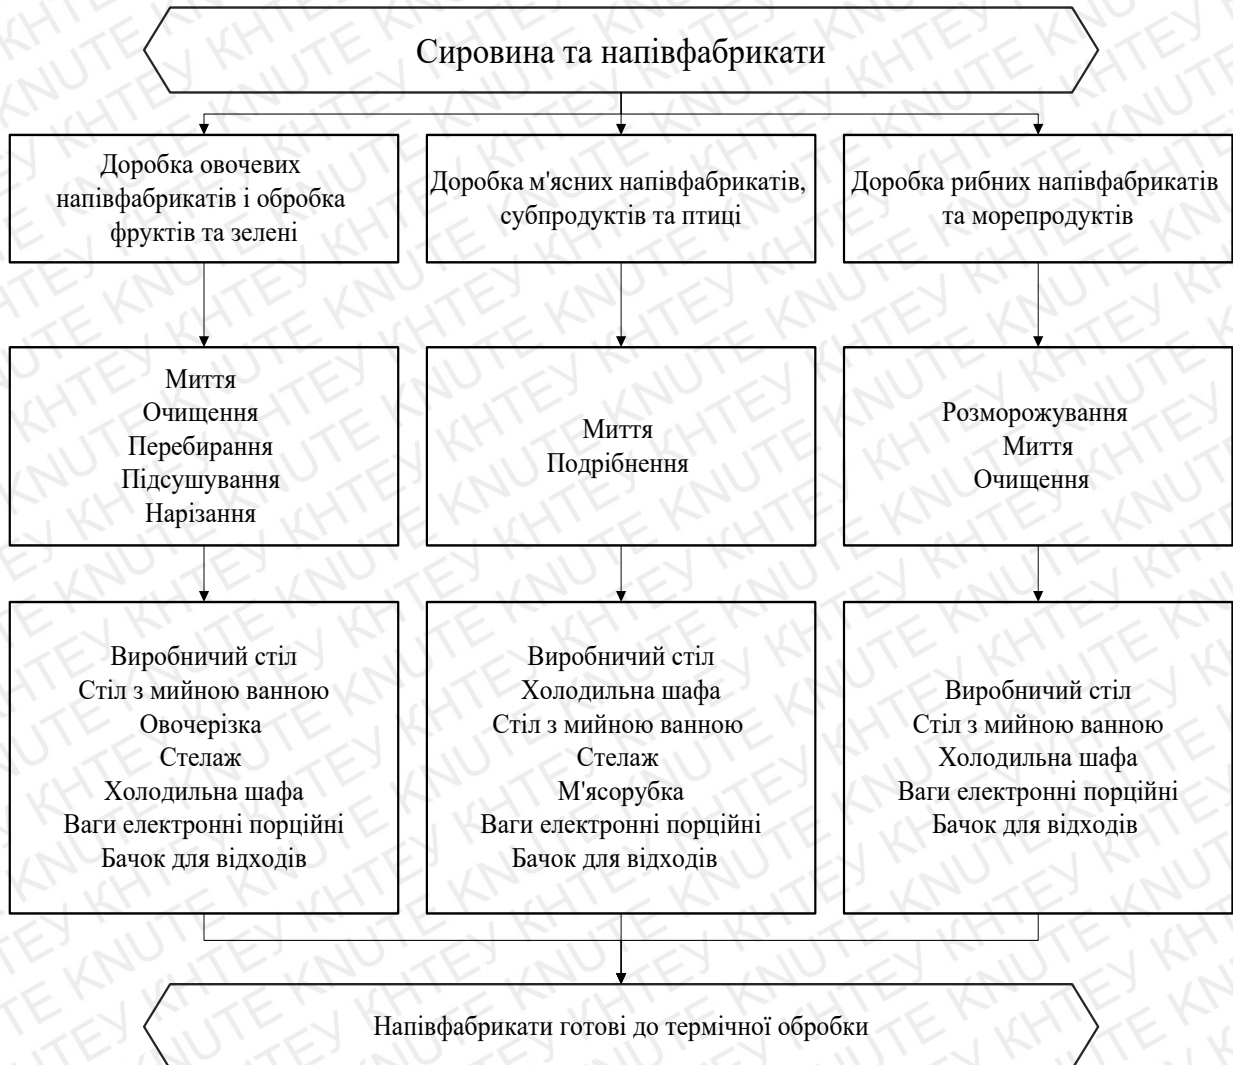 Сировина та напівфабрикати
Доробка овочевих
напівфабрикатів і обробка
фруктів та зелені
Доробка м'ясних напівфабрикатів,
субпродуктів та птиці
Доробка рибних напівфабрикатів
та морепродуктів
Миття
Очищення
Перебирання
Підсушування
Нарізання
Миття
Подрібнення
Розморожування
Миття
Очищення
Виробничий стіл
Стіл з мийною ванною
Овочерізка
Стелаж
Холодильна шафа
Ваги електронні порційні
Бачок для відходів
Виробничий стіл
Холодильна шафа
Стіл з мийною ванною
Стелаж
М'ясорубка
Ваги електронні порційні
Бачок для відходів
Виробничий стіл
Стіл з мийною ванною
Холодильна шафа
Ваги електронні порційні
Бачок для відходів
Напівфабрикати готові до термічної обробки